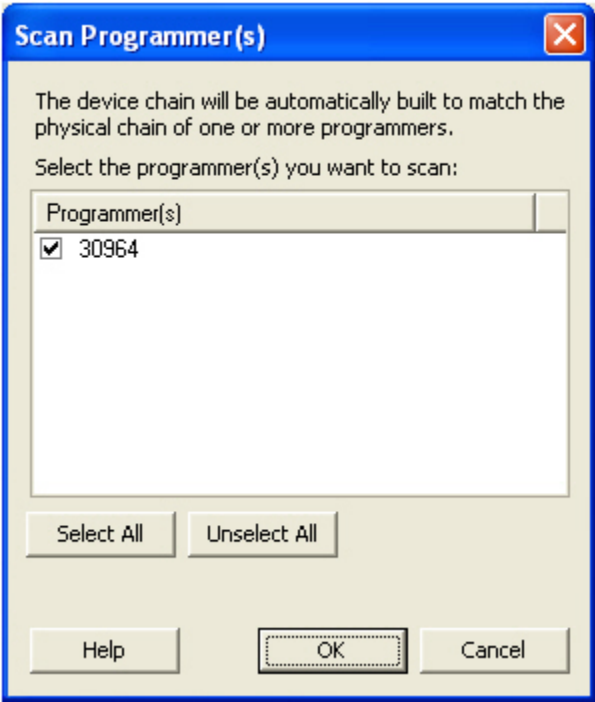 Scan Programmer(s)
The device chain will be automatically built to match the
physical chain of one or more programmers.
Select the programmer(s) you want to scan:
Programmer(s)
30964
Select All Unselect All
Help OK Cancel